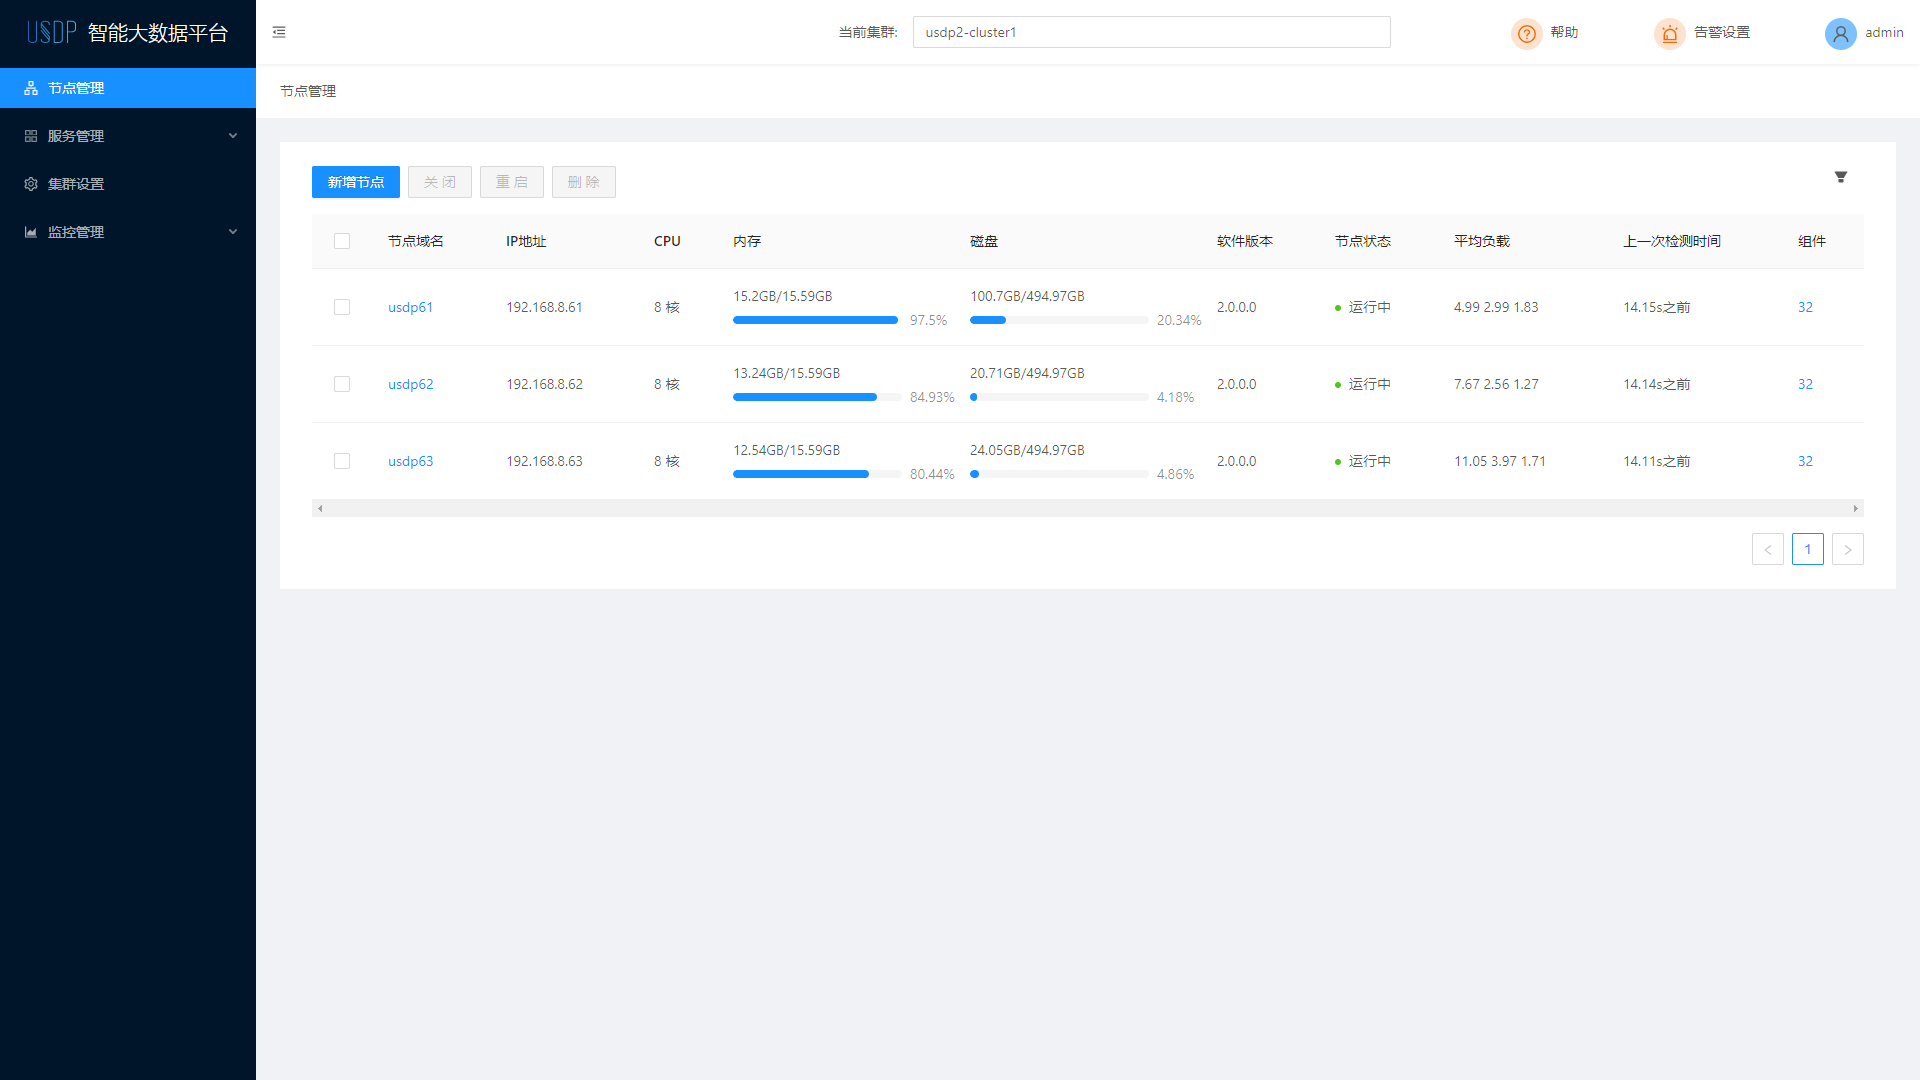 USDP 智能大数据平台
当前集群: usdp2-cluster1
帮助
告警设置
admin
节点管理
服务管理
集群设置
监控管理
节点管理
新增节点 关 闭 重 启 删 除
节点域名 IP地址 CPU 内存 磁盘 软件版本 节点状态 平均负载 上一次检测时间 组件
usdp61 192.168.8.61 8 核 15.2GB/15.59GB 97.5% 100.7GB/494.97GB 20.34% 2.0.0.0 运行中 4.99 2.99 1.83 14.15s之前 32
usdp62 192.168.8.62 8 核 13.24GB/15.59GB 84.93% 20.71GB/494.97GB 4.18% 2.0.0.0 运行中 7.67 2.56 1.27 14.14s之前 32
usdp63 192.168.8.63 8 核 12.54GB/15.59GB 80.44% 24.05GB/494.97GB 4.86% 2.0.0.0 运行中 11.05 3.97 1.71 14.11s之前 32
1